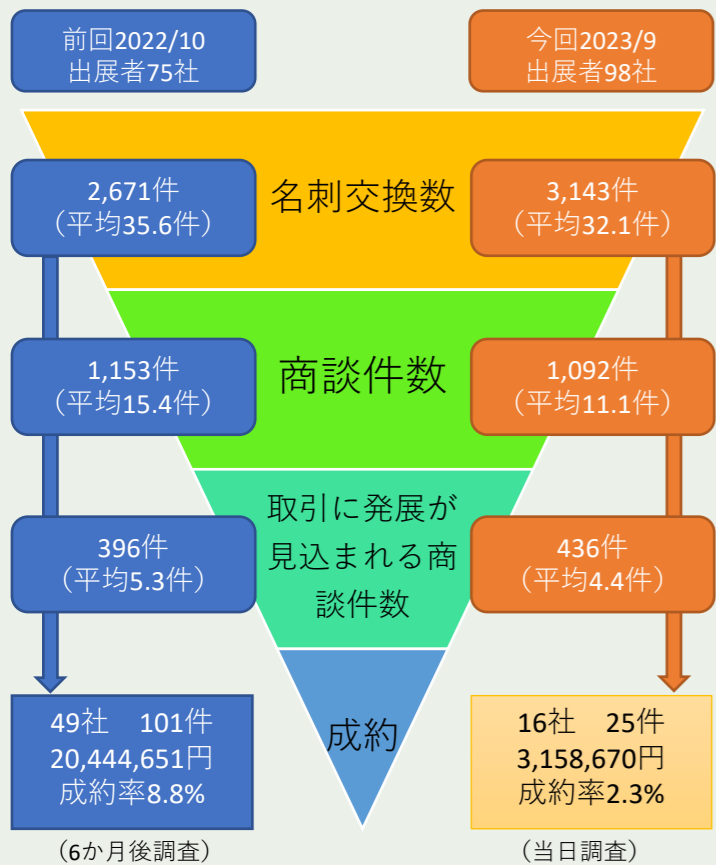 前回2022/10
出展者75社
今回2023/9
出展者98社
2,671件
（平均35.6件）
名刺交換数
3,143件
（平均32.1件）
1,153件
（平均15.4件）
商談件数
1,092件
（平均11.1件）
396件
（平均5.3件）
取引に発展が
見込まれる商
談件数
436件
（平均4.4件）
49社　101件
20,444,651円
成約率8.8%
成約
16社　25件
3,158,670円
成約率2.3%
（6か月後調査）
（当日調査）